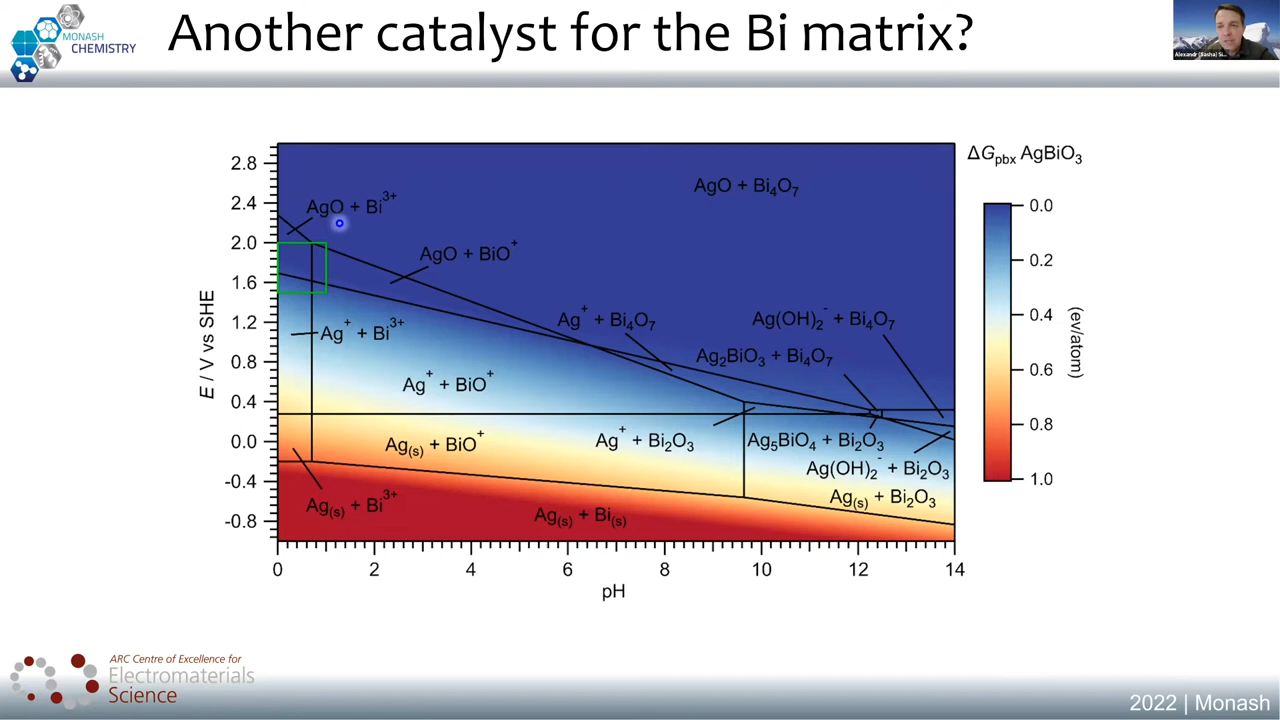 MONASH
CHEMISTRY
Another catalyst for the Bi matrix?
Alexandr (Sasha) Si...
ΔGpbx AgBiO3
2.8
2.4
2.0
1.6
1.2
0.8
0.4
0.0
-0.4
-0.8
E / V vs SHE
AgO + Bi4O7
AgO + Bi3+
AgO + BiO+
Ag+ + Bi4O7
Ag(OH)2- + Bi4O7
Ag+ + Bi3+
Ag2BiO3 + Bi4O7
Ag+ + BiO+
Ag(s) + BiO+
Ag+ + Bi2O3
Ag5BiO4 + Bi2O3
Ag(OH)2- + Bi2O3
Ag(s) + Bi2O3
Ag(s) + Bi3+
Ag(s) + Bi(s)
0 2 4 6 8 10 12 14
pH
0.0
0.2
0.4
0.6
0.8
1.0
(ev/atom)
ARC Centre of Excellence for
Electromaterials
Science
2022 | Monash